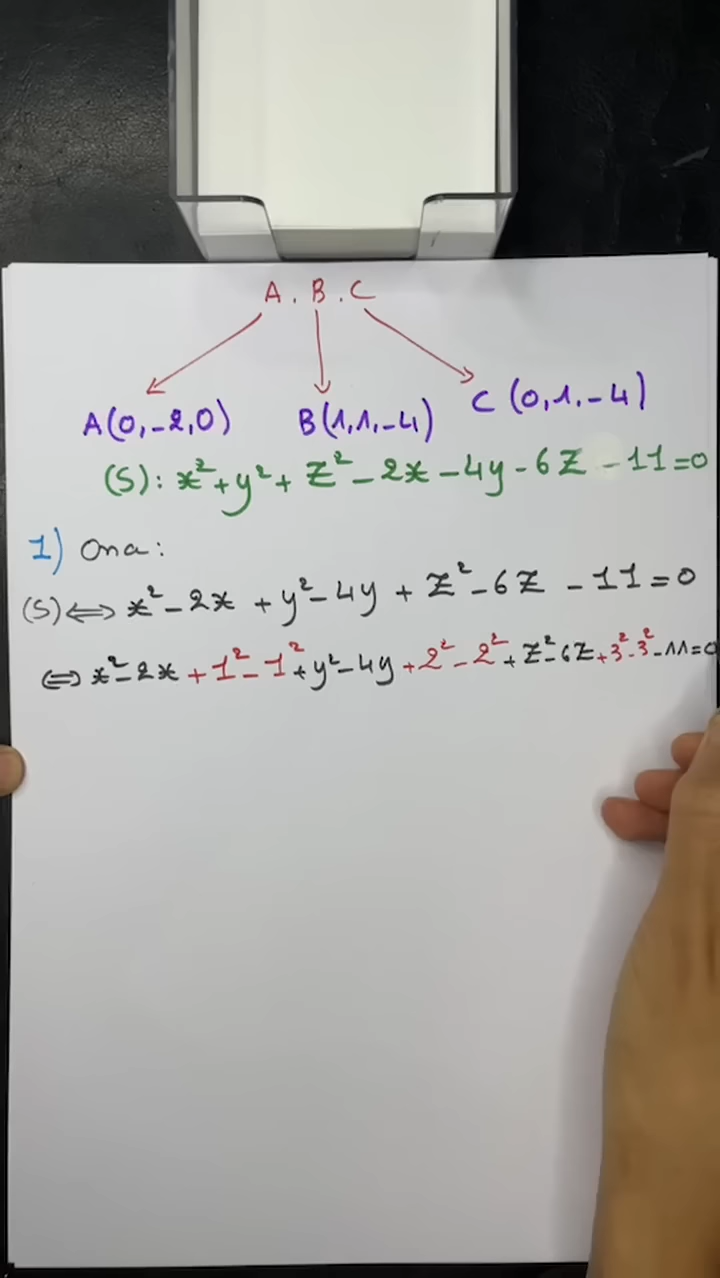 A . B . C
A(0,-2,0) B(1,1,-4) C(0,1,-4)
(S): x²+y²+z²-2x-4y-6z-11=0
1) On a:
(S)⟺x²-2x+y²-4y+z²-6z-11=0
⟺x²-2x+1²-1²+y²-4y+2²-2²+z²-6z+3²-3²-11=0